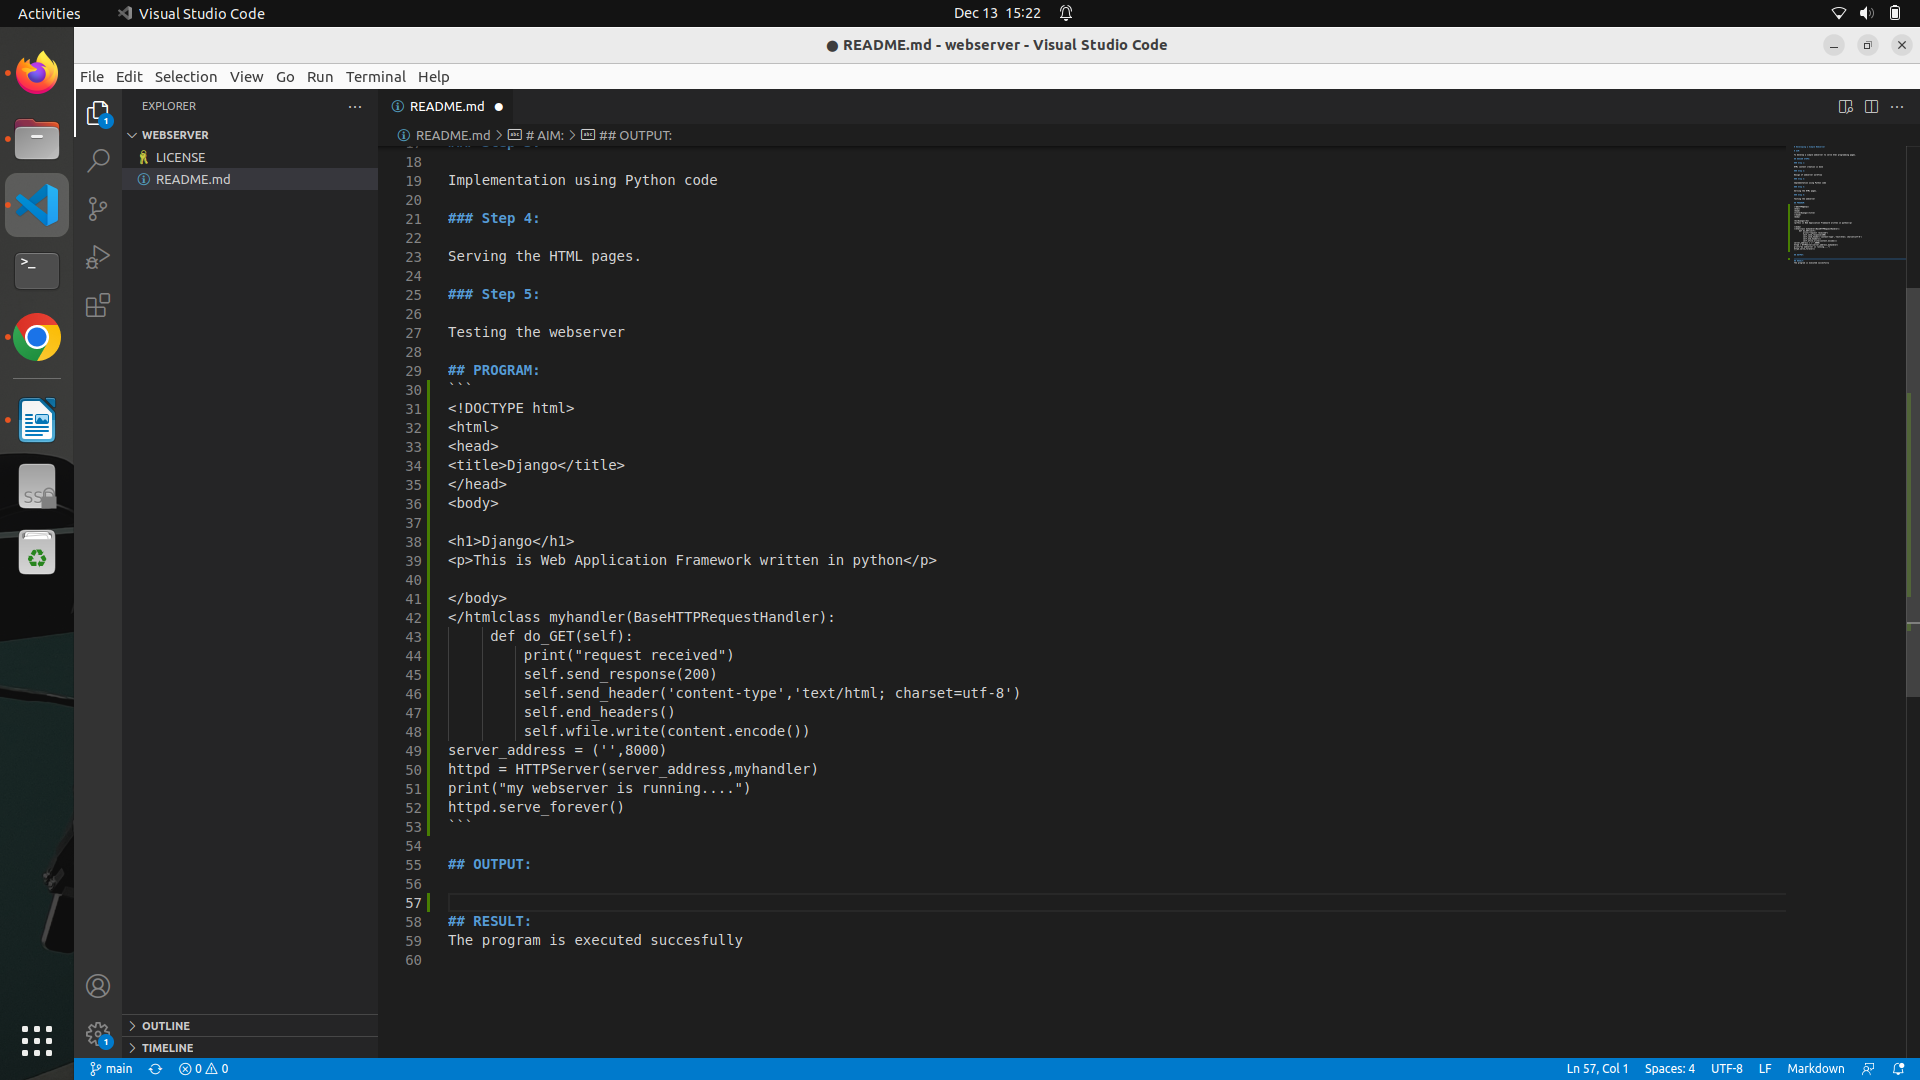 Activities
Visual Studio Code
Dec 13 15:22
● README.md - webserver - Visual Studio Code
File Edit Selection View Go Run Terminal Help
EXPLORER
README.md
WEBSERVER
LICENSE
README.md
README.md > # AIM: > ## OUTPUT:
18
19 Implementation using Python code
20
21 ### Step 4:
22
23 Serving the HTML pages.
24
25 ### Step 5:
26
27 Testing the webserver
28
29 ## PROGRAM:
30 ```
31 <!DOCTYPE html>
32 <html>
33 <head>
34 <title>Django</title>
35 </head>
36 <body>
37
38 <h1>Django</h1>
39 <p>This is Web Application Framework written in python</p>
40
41 </body>
42 </htmlclass myhandler(BaseHTTPRequestHandler):
43 def do_GET(self):
44 print("request received")
45 self.send_response(200)
46 self.send_header('content-type','text/html; charset=utf-8')
47 self.end_headers()
48 self.wfile.write(content.encode())
49 server_address = ('',8000)
50 httpd = HTTPServer(server_address,myhandler)
51 print("my webserver is running....")
52 httpd.serve_forever()
53 ```
54
55 ## OUTPUT:
56
57
58 ## RESULT:
59 The program is executed succesfully
60
OUTLINE
TIMELINE
1
1
SS
main
0 0
Ln 57, Col 1
Spaces: 4
UTF-8
LF
Markdown